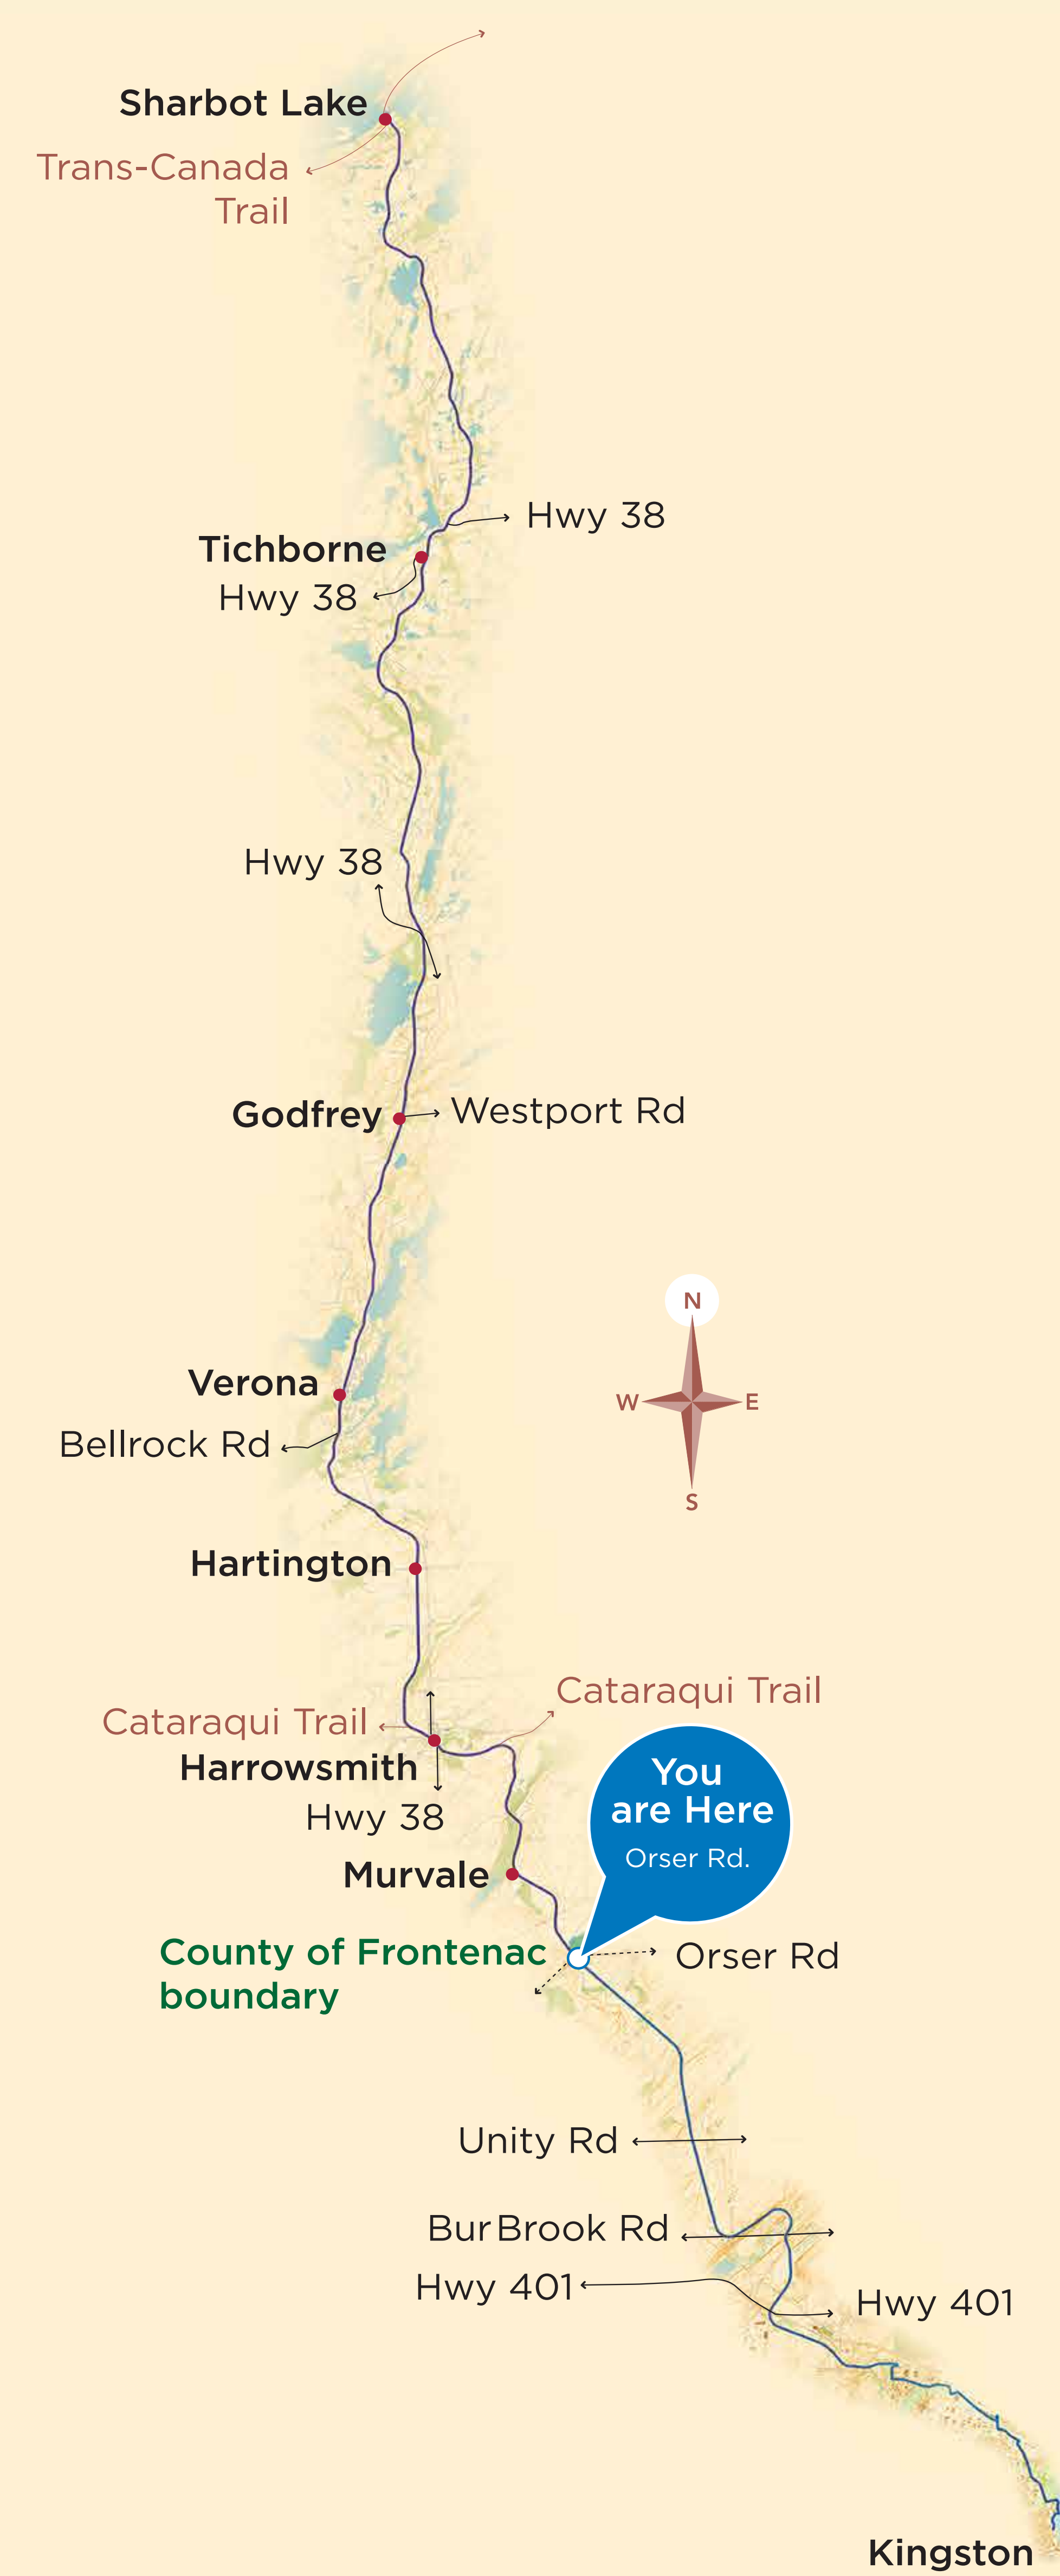 Sharbot Lake
Trans-Canada
Trail
Hwy 38
Tichborne
Hwy 38
Hwy 38
Godfrey
Westport Rd
N
W
E
S
Verona
Bellrock Rd
Hartington
Cataraqui Trail
Cataraqui Trail
Harrowsmith
Hwy 38
You
are Here
Orser Rd.
Murvale
County of Frontenac
boundary
Orser Rd
Unity Rd
BurBrook Rd
Hwy 401
Hwy 401
Kingston